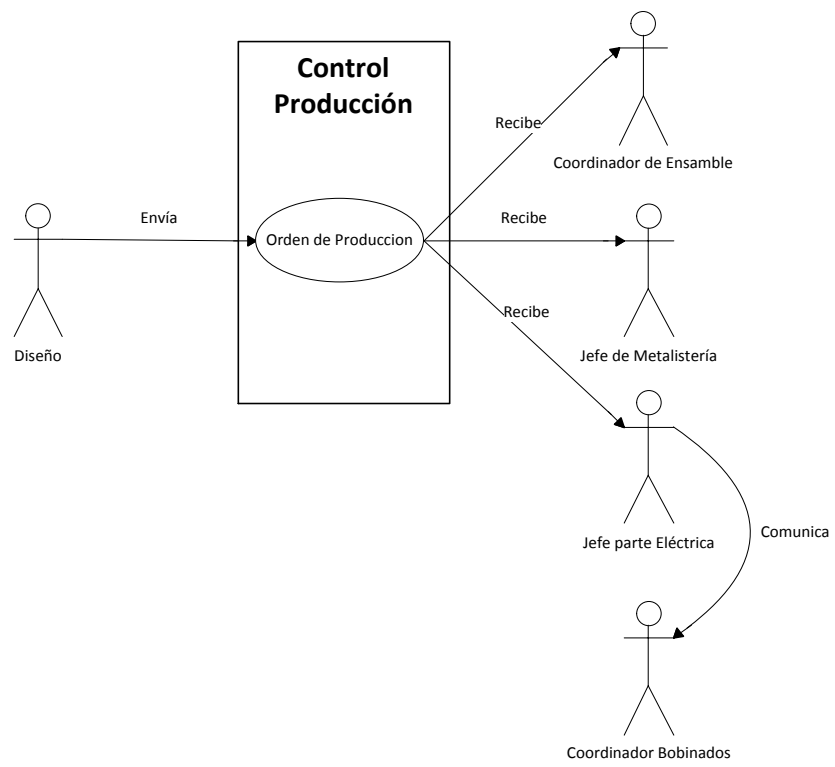 Control
Producción
Recibe
Coordinador de Ensamble
Envía
Orden de Produccion
Recibe
Diseño
Recibe
Jefe de Metalistería
Jefe parte Eléctrica
Comunica
Coordinador Bobinados